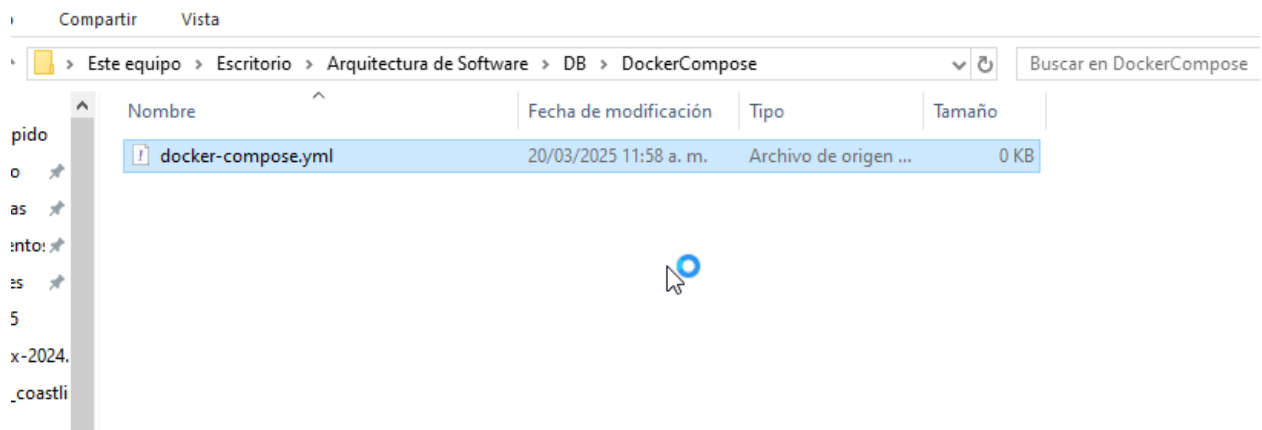 Compartir Vista
Este equipo > Escritorio > Arquitectura de Software > DB > DockerCompose Buscar en DockerCompose
Nombre Fecha de modificación Tipo Tamaño
pido
docker-compose.yml 20/03/2025 11:58 a. m. Archivo de origen ... 0 KB
o
as
entos
es
5
x-2024.
_coastli